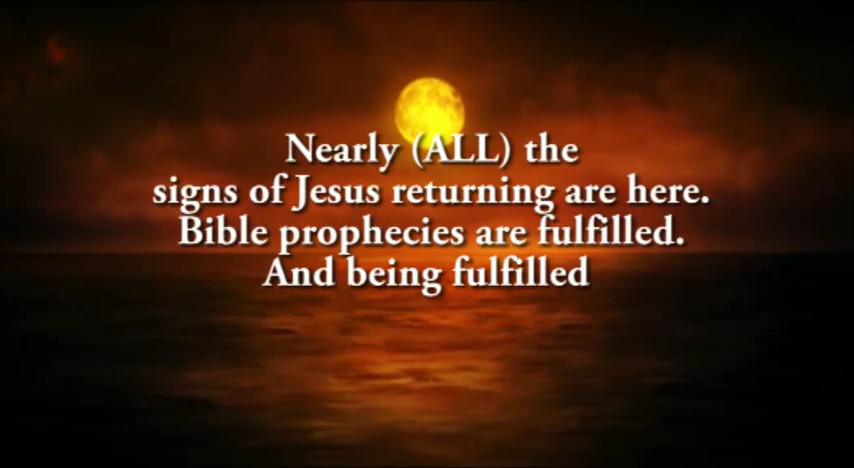 Nearly (ALL) the
signs of Jesus returning are here.
Bible prophecies are fulfilled.
And being fulfilled